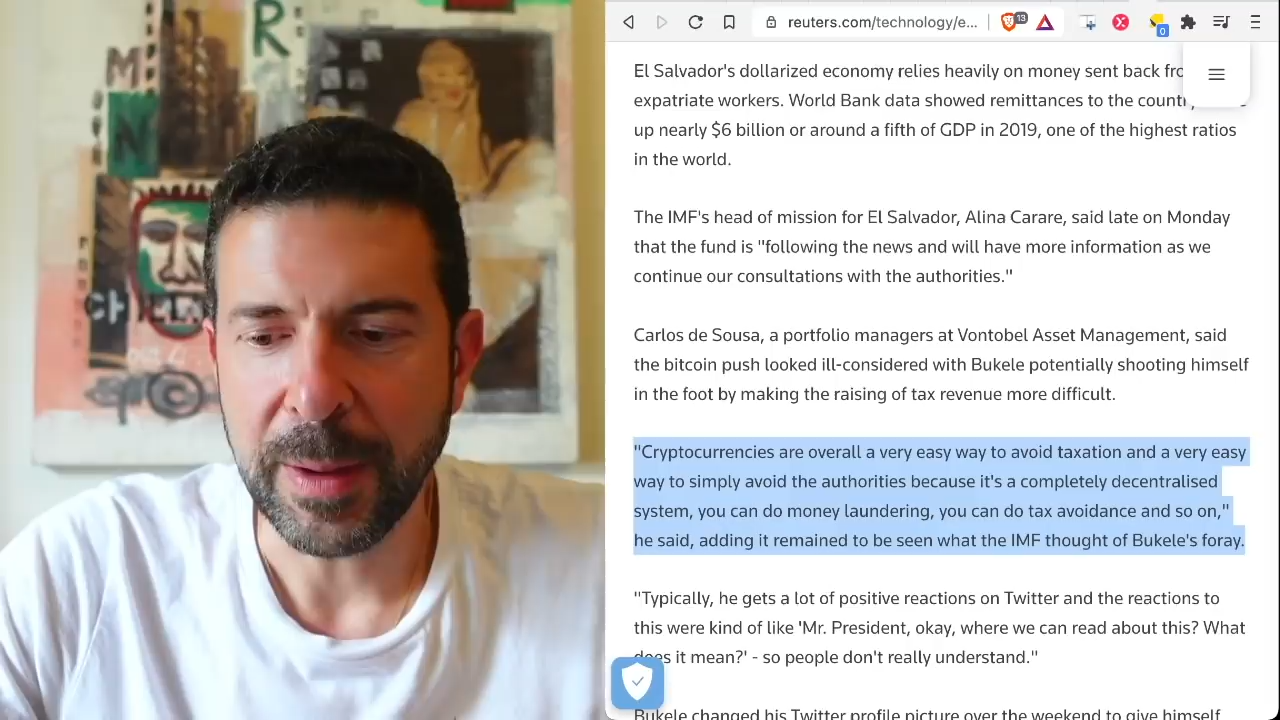 M
R
N
CH
reuters.com/technology/e...
13
0
El Salvador's dollarized economy relies heavily on money sent back
expatriate workers. World Bank data showed remittances to the
up nearly $6 billion or around a fifth of GDP in 2019, one of the highest ratios
in the world.
The IMF's head of mission for El Salvador, Alina Carare, said late on Monday
that the fund is "following the news and will have more information as we
continue our consultations with the authorities."
Carlos de Sousa, a portfolio managers at Vontobel Asset Management, said
the bitcoin push looked ill-considered with Bukele potentially shooting himself
in the foot by making the raising of tax revenue more difficult.
"Cryptocurrencies are overall a very easy way to avoid taxation and a very easy
way to simply avoid the authorities because it's a completely decentralised
system, you can do money laundering, you can do tax avoidance and so on,"
he said, adding it remained to be seen what the IMF thought of Bukele's foray.
"Typically, he gets a lot of positive reactions on Twitter and the reactions to
this were kind of like 'Mr. President, okay, where we can read about this? What
does it mean?' - so people don't really understand."
Bukele changed his Twitter profile picture over the weekend to give himself